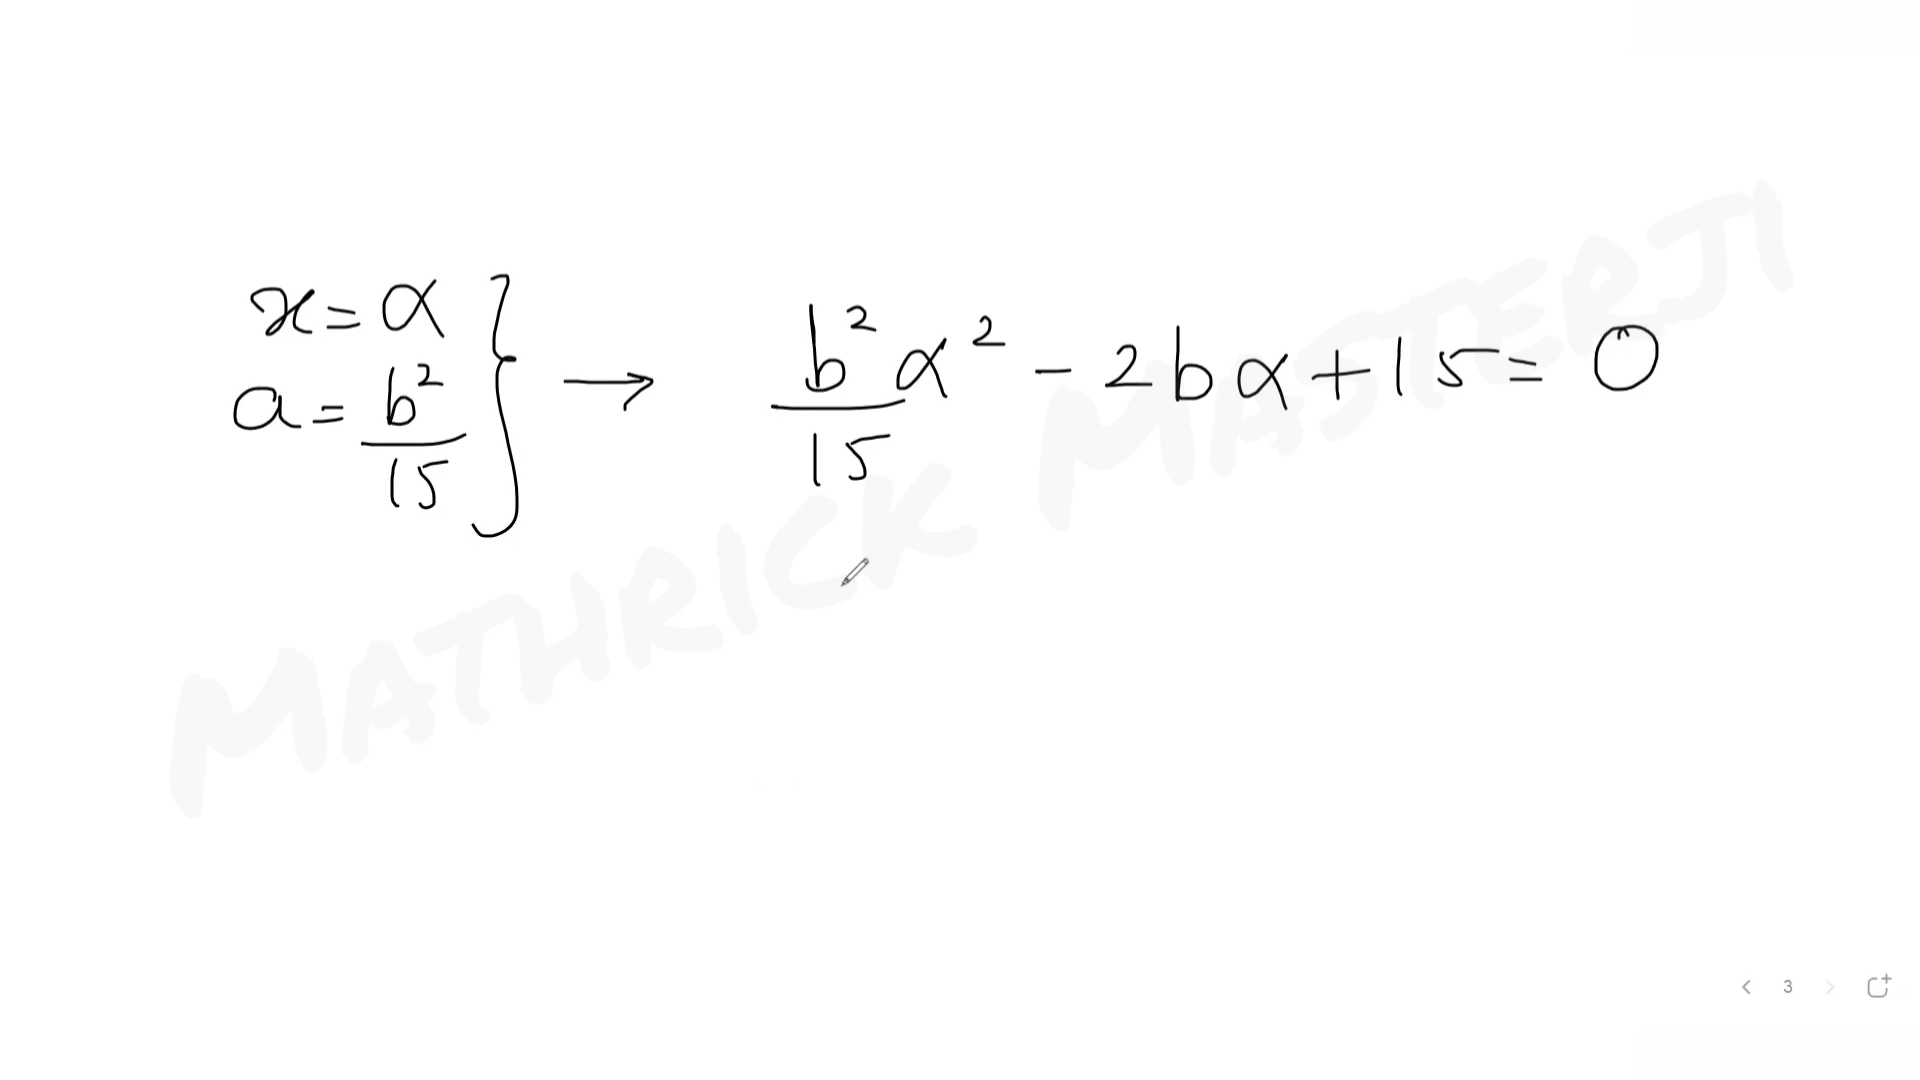 x = α
a = b²/15 } → b²/15 α² - 2bα + 15 = 0
MATHRICK MASTERJI
< 3 >